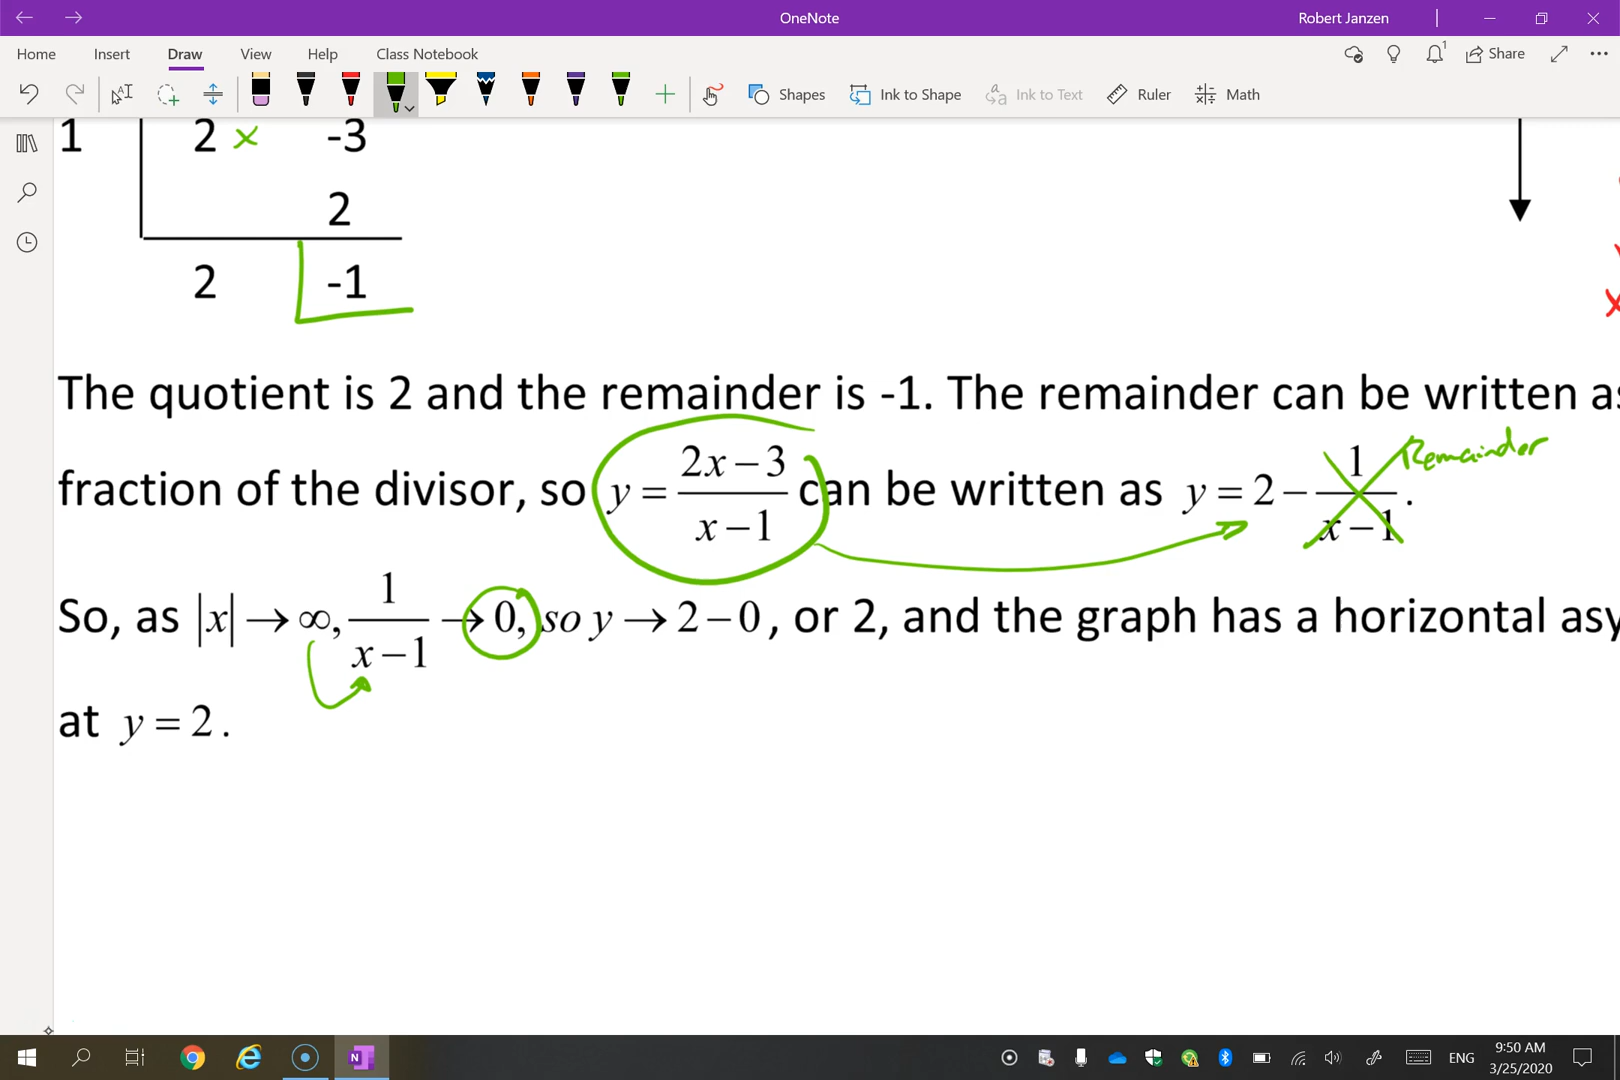 OneNote
Robert Janzen
Home Insert Draw View Help Class Notebook
1 Share
Shapes Ink to Shape Ink to Text Ruler Math
1 2 x -3
2
2 -1
The quotient is 2 and the remainder is -1. The remainder can be written as
Remainder
fraction of the divisor, so y = (2x − 3)/(x − 1) can be written as y = 2 − 1/(x − 1).
So, as |x| → ∞, 1/(x − 1) → 0, so y → 2 − 0, or 2, and the graph has a horizontal asy
at y = 2.
ENG
9:50 AM
3/25/2020